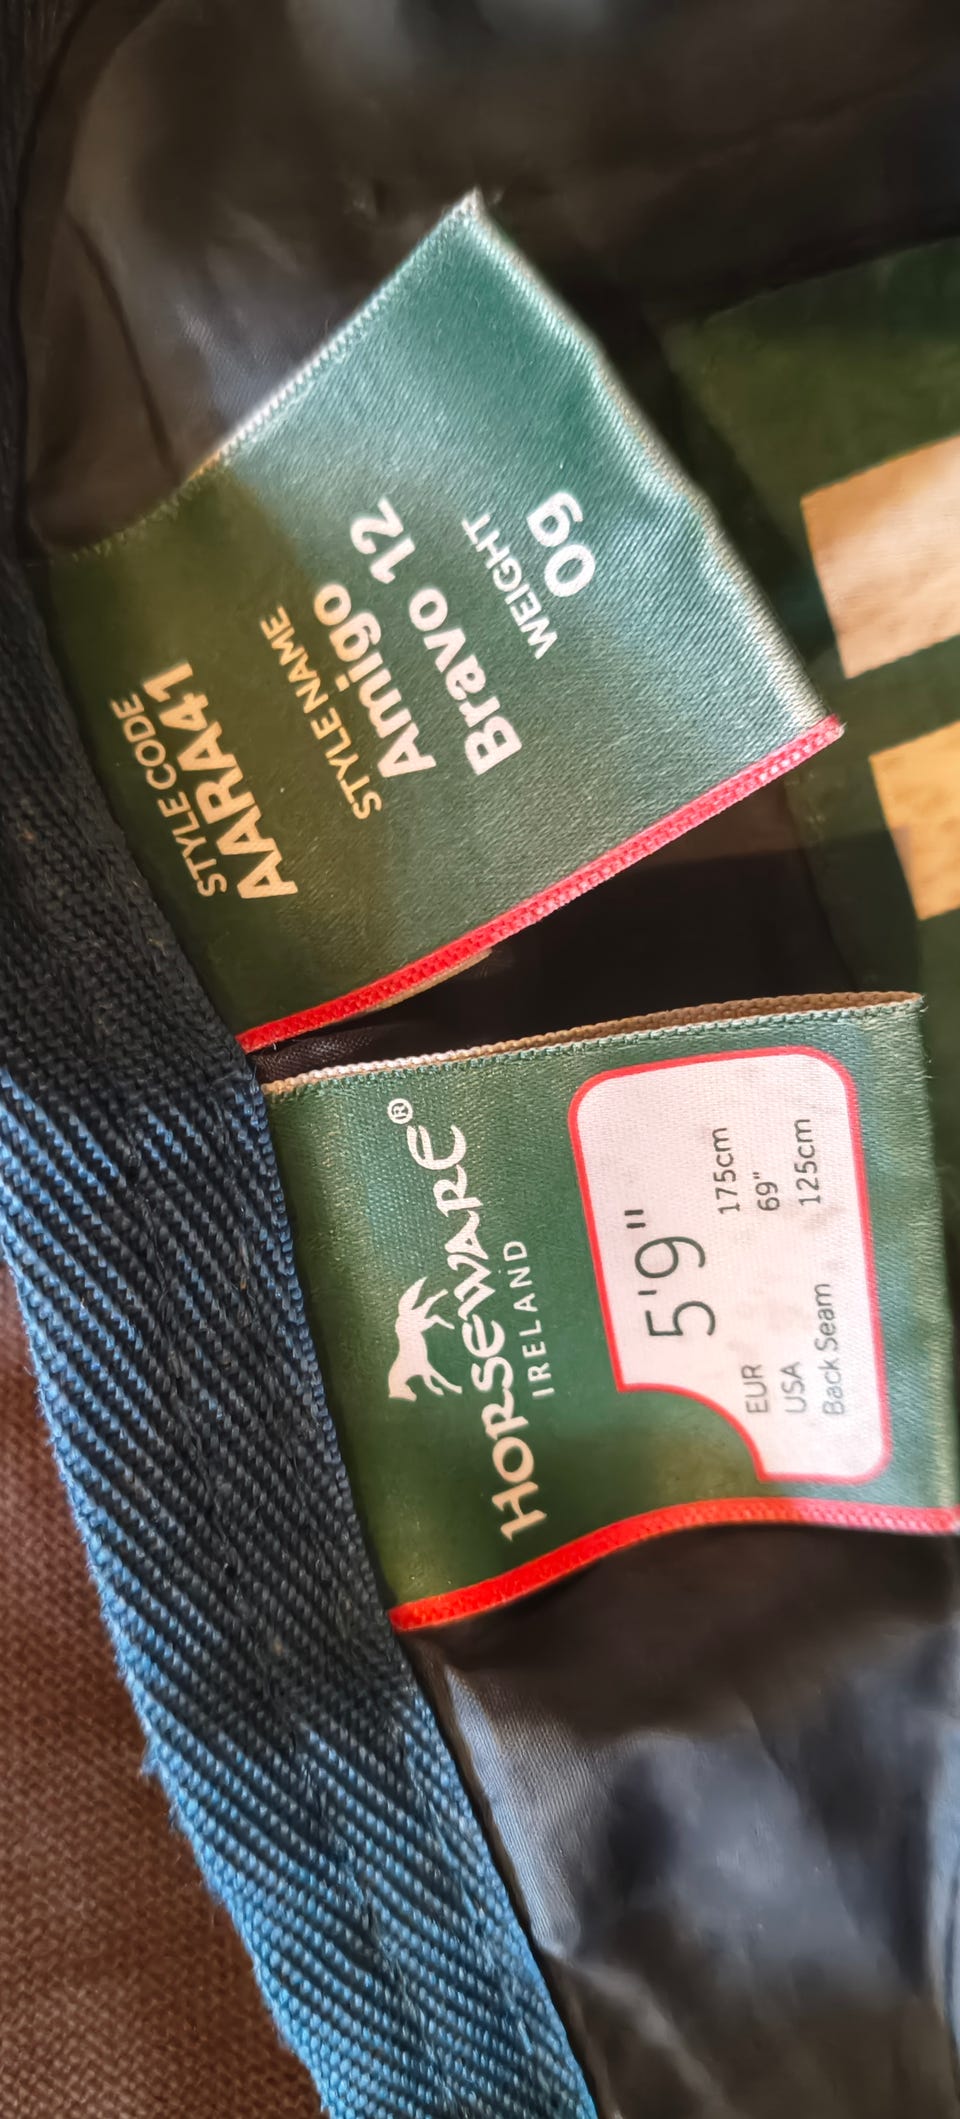 STYLE CODE
AARA41
STYLE NAME
Amigo
Bravo 12
WEIGHT
0g
HORSEWARE®
IRELAND
5'9"
EUR 175cm
USA 69"
Back Seam 125cm